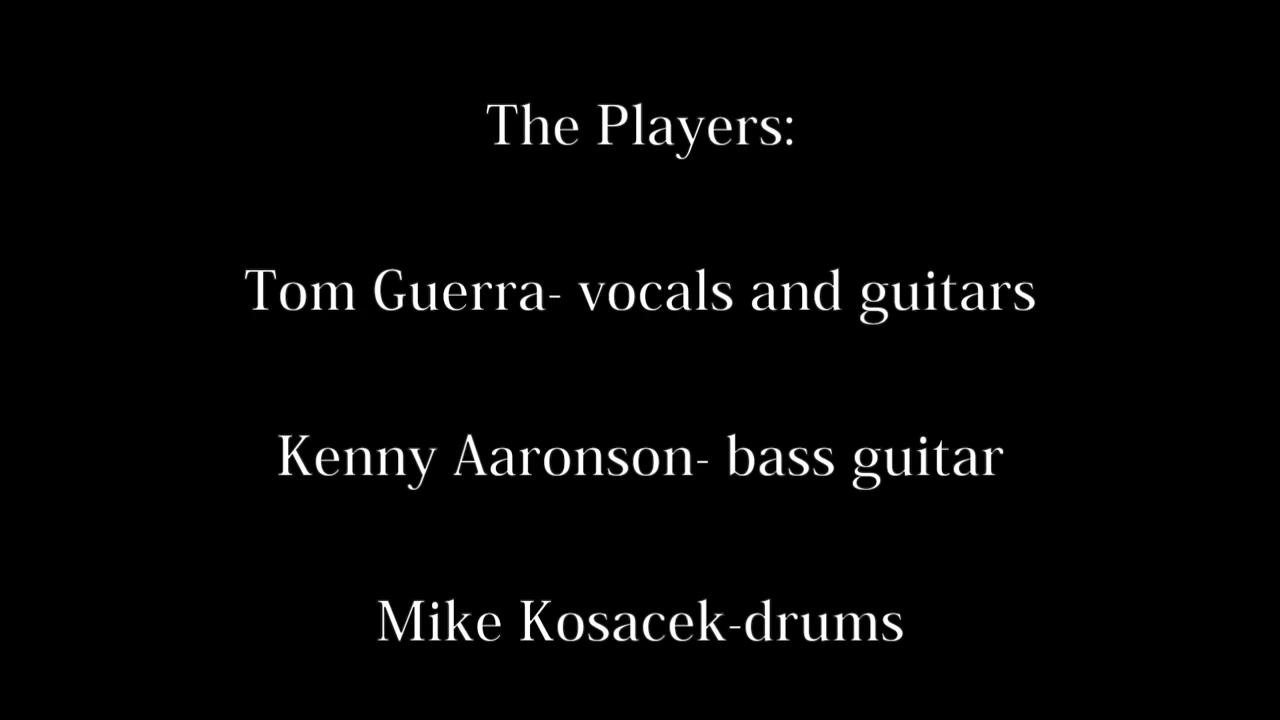 The Players:
Tom Guerra- vocals and guitars
Kenny Aaronson- bass guitar
Mike Kosacek-drums